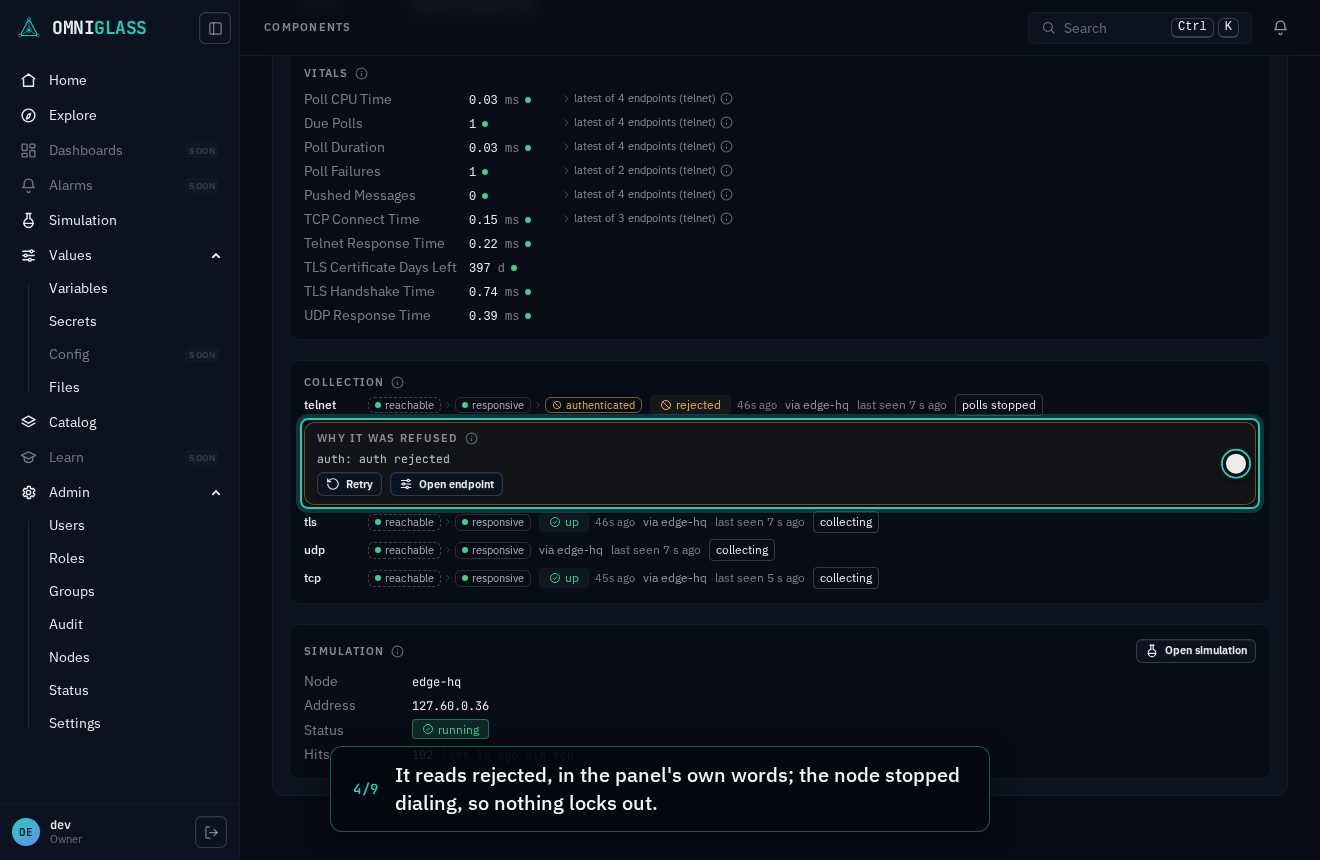 OMNIGLASS
COMPONENTS
Search
Ctrl K
Home
Explore
Dashboards SOON
Alarms SOON
Simulation
Values
Variables
Secrets
Config SOON
Files
Catalog
Learn SOON
Admin
Users
Roles
Groups
Audit
Nodes
Status
Settings
DE
dev
Owner
VITALS
Poll CPU Time 0.03 ms latest of 4 endpoints (telnet)
Due Polls 1 latest of 4 endpoints (telnet)
Poll Duration 0.03 ms latest of 4 endpoints (telnet)
Poll Failures 1 latest of 2 endpoints (telnet)
Pushed Messages 0 latest of 4 endpoints (telnet)
TCP Connect Time 0.15 ms latest of 3 endpoints (telnet)
Telnet Response Time 0.22 ms
TLS Certificate Days Left 397 d
TLS Handshake Time 0.74 ms
UDP Response Time 0.39 ms
COLLECTION
telnet reachable responsive authenticated rejected 46s ago via edge-hq last seen 7 s ago polls stopped
WHY IT WAS REFUSED
auth: auth rejected
Retry Open endpoint
tls reachable responsive up 46s ago via edge-hq last seen 7 s ago collecting
udp reachable responsive via edge-hq last seen 7 s ago collecting
tcp reachable responsive up 45s ago via edge-hq last seen 5 s ago collecting
SIMULATION
Open simulation
Node edge-hq
Address 127.60.0.36
Status running
Hits 102 last 1s ago via tcp
4/9
It reads rejected, in the panel's own words; the node stopped
dialing, so nothing locks out.